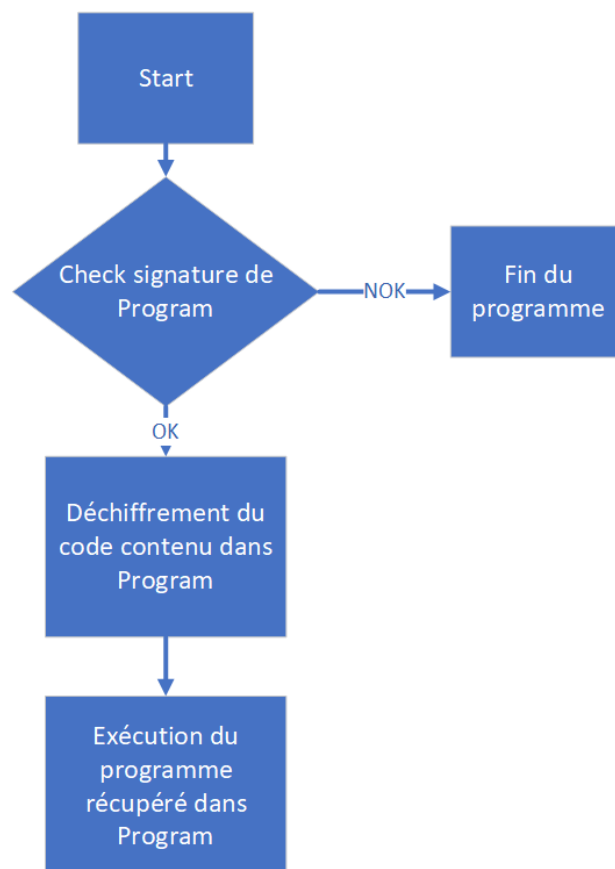 Start
Check signature de
Program
NOK
Fin du
programme
OK
Déchiffrement du
code contenu dans
Program
Exécution du
programme
récupéré dans
Program